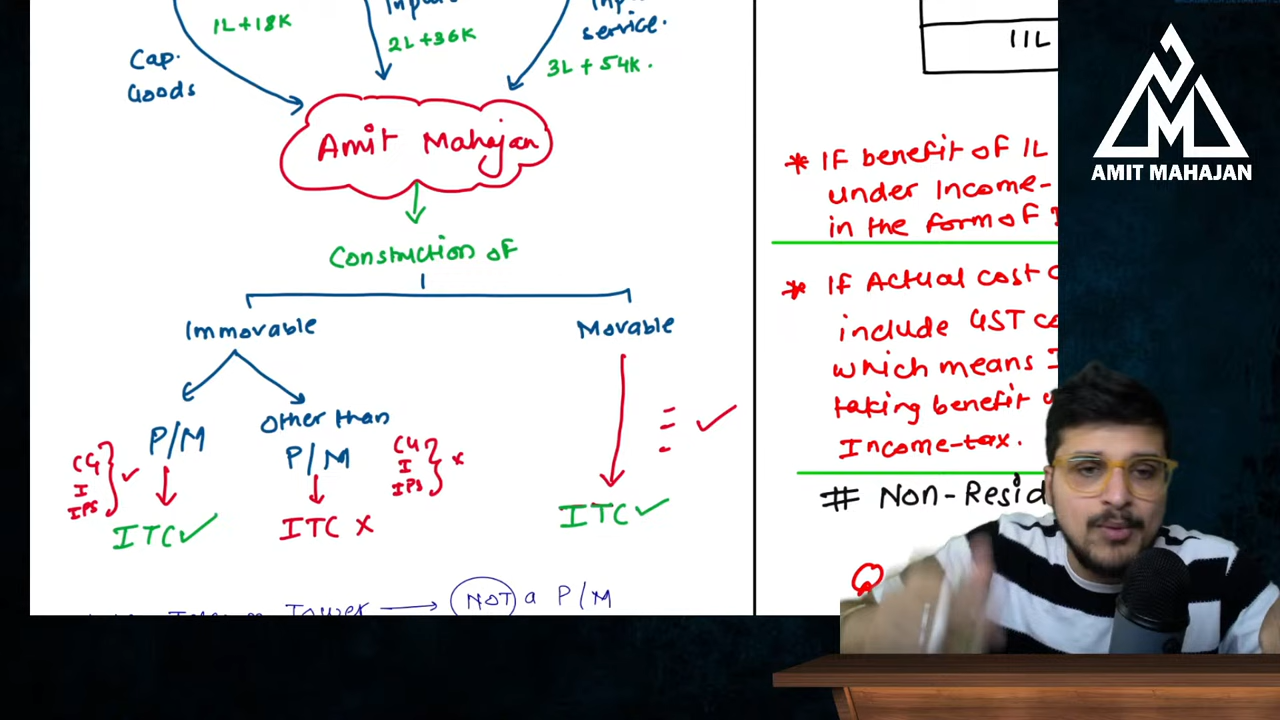 1L+18K
Inputs
2L+36K
service.
3L + 54K.
Cap.
Goods
Amit Mahajan
Construction of
Immovable
Movable
P/M
Other than
P/M
CG
I
IPS
CG
I
IPS
ITC
ITC X
ITC
Tower → NOT a P/M
11L
* IF benefit of 1L
under Income-
in the form of
* If Actual cost
include GST
which means
taking benefit
Income-tax.
# Non-Resid
Q
AMIT MAHAJAN